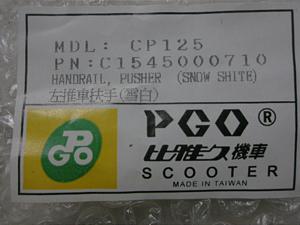 MDL: CP125
PN:C1545000710
HANDRAIL, PUSHER (SNOW SHITE)
左推車扶手(雪白)
PGO
PGO®
比雅久機車
SCOOTER
MADE IN TAIWAN